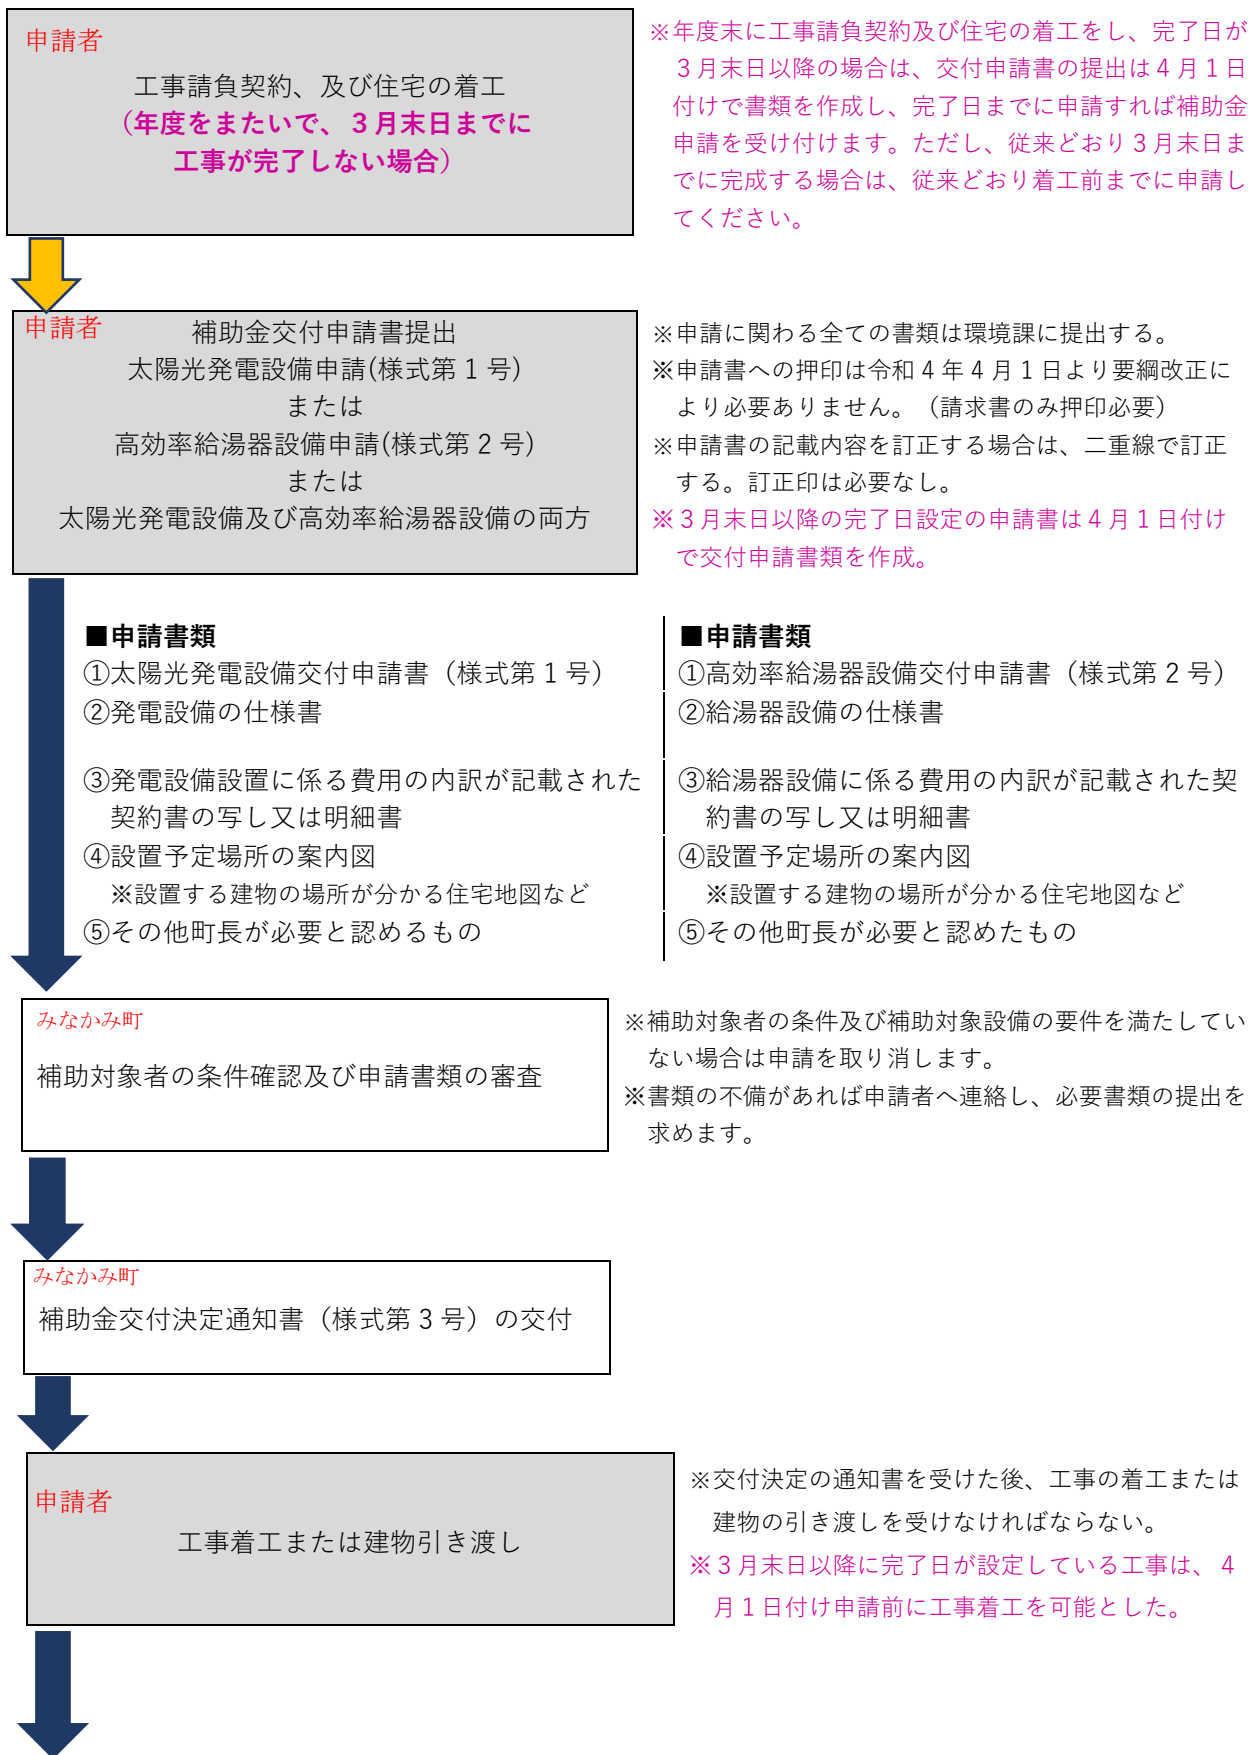 申請者
工事請負契約、及び住宅の着工
（年度をまたいで、３月末日までに
工事が完了しない場合）
※年度末に工事請負契約及び住宅の着工をし、完了日が
３月末日以降の場合は、交付申請書の提出は４月１日
付けで書類を作成し、完了日までに申請すれば補助金
申請を受け付けます。ただし、従来どおり３月末日ま
でに完成する場合は、従来どおり着工前までに申請し
てください。
申請者
補助金交付申請書提出
太陽光発電設備申請(様式第１号)
または
高効率給湯器設備申請(様式第２号)
または
太陽光発電設備及び高効率給湯器設備の両方
※申請に関わる全ての書類は環境課に提出する。
※申請書への押印は令和４年４月１日より要綱改正に
より必要ありません。（請求書のみ押印必要）
※申請書の記載内容を訂正する場合は、二重線で訂正
する。訂正印は必要なし。
※３月末日以降の完了日設定の申請書は４月１日付け
で交付申請書類を作成。
■申請書類
①太陽光発電設備交付申請書（様式第１号）
②発電設備の仕様書
③発電設備設置に係る費用の内訳が記載された
契約書の写し又は明細書
④設置予定場所の案内図
※設置する建物の場所が分かる住宅地図など
⑤その他町長が必要と認めるもの
■申請書類
①高効率給湯器設備交付申請書（様式第２号）
②給湯器設備の仕様書
③給湯器設備に係る費用の内訳が記載された契
約書の写し又は明細書
④設置予定場所の案内図
※設置する建物の場所が分かる住宅地図など
⑤その他町長が必要と認めたもの
みなかみ町
補助対象者の条件確認及び申請書類の審査
※補助対象者の条件及び補助対象設備の要件を満たしてい
ない場合は申請を取り消します。
※書類の不備があれば申請者へ連絡し、必要書類の提出を
求めます。
みなかみ町
補助金交付決定通知書（様式第３号）の交付
申請者
工事着工または建物引き渡し
※交付決定の通知書を受けた後、工事の着工または
建物の引き渡しを受けなければならない。
※３月末日以降に完了日が設定している工事は、４
月１日付け申請前に工事着工を可能とした。